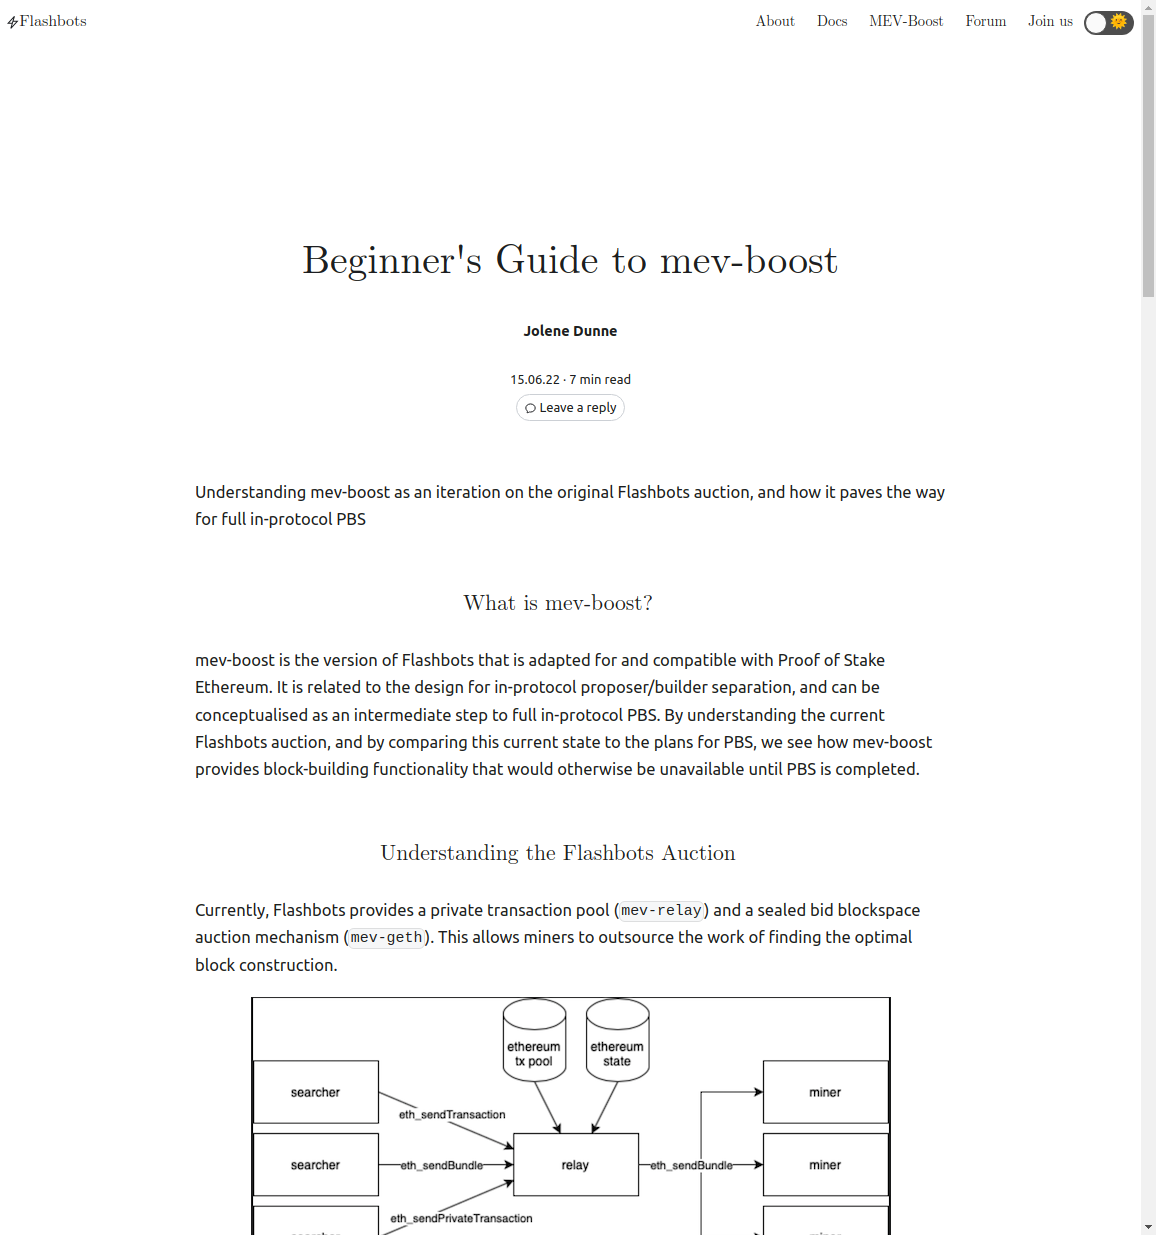 Flashbots
About Docs MEV-Boost Forum Join us
Beginner's Guide to mev-boost
Jolene Dunne
15.06.22 · 7 min read
Leave a reply
Understanding mev-boost as an iteration on the original Flashbots auction, and how it paves the way
for full in-protocol PBS
What is mev-boost?
mev-boost is the version of Flashbots that is adapted for and compatible with Proof of Stake
Ethereum. It is related to the design for in-protocol proposer/builder separation, and can be
conceptualised as an intermediate step to full in-protocol PBS. By understanding the current
Flashbots auction, and by comparing this current state to the plans for PBS, we see how mev-boost
provides block-building functionality that would otherwise be unavailable until PBS is completed.
Understanding the Flashbots Auction
Currently, Flashbots provides a private transaction pool (mev-relay) and a sealed bid blockspace
auction mechanism (mev-geth). This allows miners to outsource the work of finding the optimal
block construction.
ethereum
tx pool
ethereum
state
searcher
miner
eth_sendTransaction
searcher
eth_sendBundle
relay
eth_sendBundle
miner
eth_sendPrivateTransaction